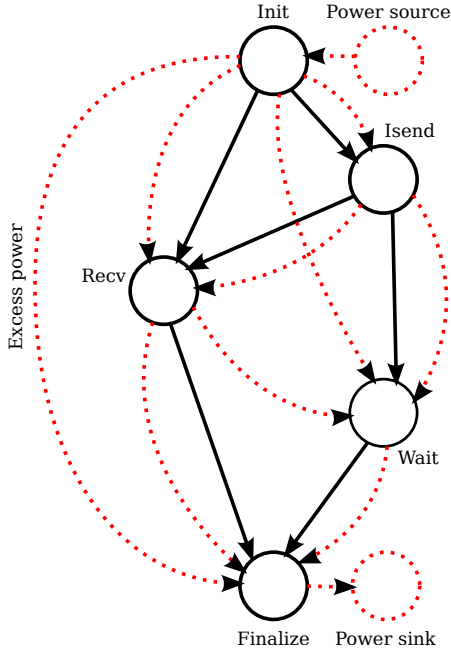 Init
Power source
Isend
Excess power
Recv
Wait
Finalize
Power sink